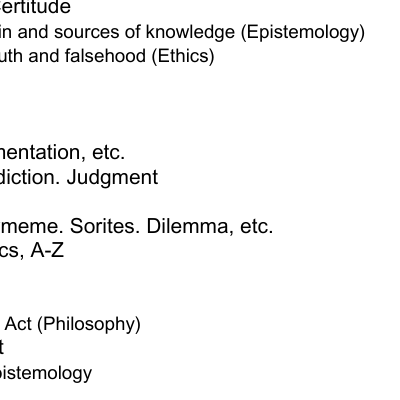 ertitude
in and sources of knowledge (Epistemology)
uth and falsehood (Ethics)
nentation, etc.
diction. Judgment
meme. Sorites. Dilemma, etc.
cs, A-Z
Act (Philosophy)
t
istemology